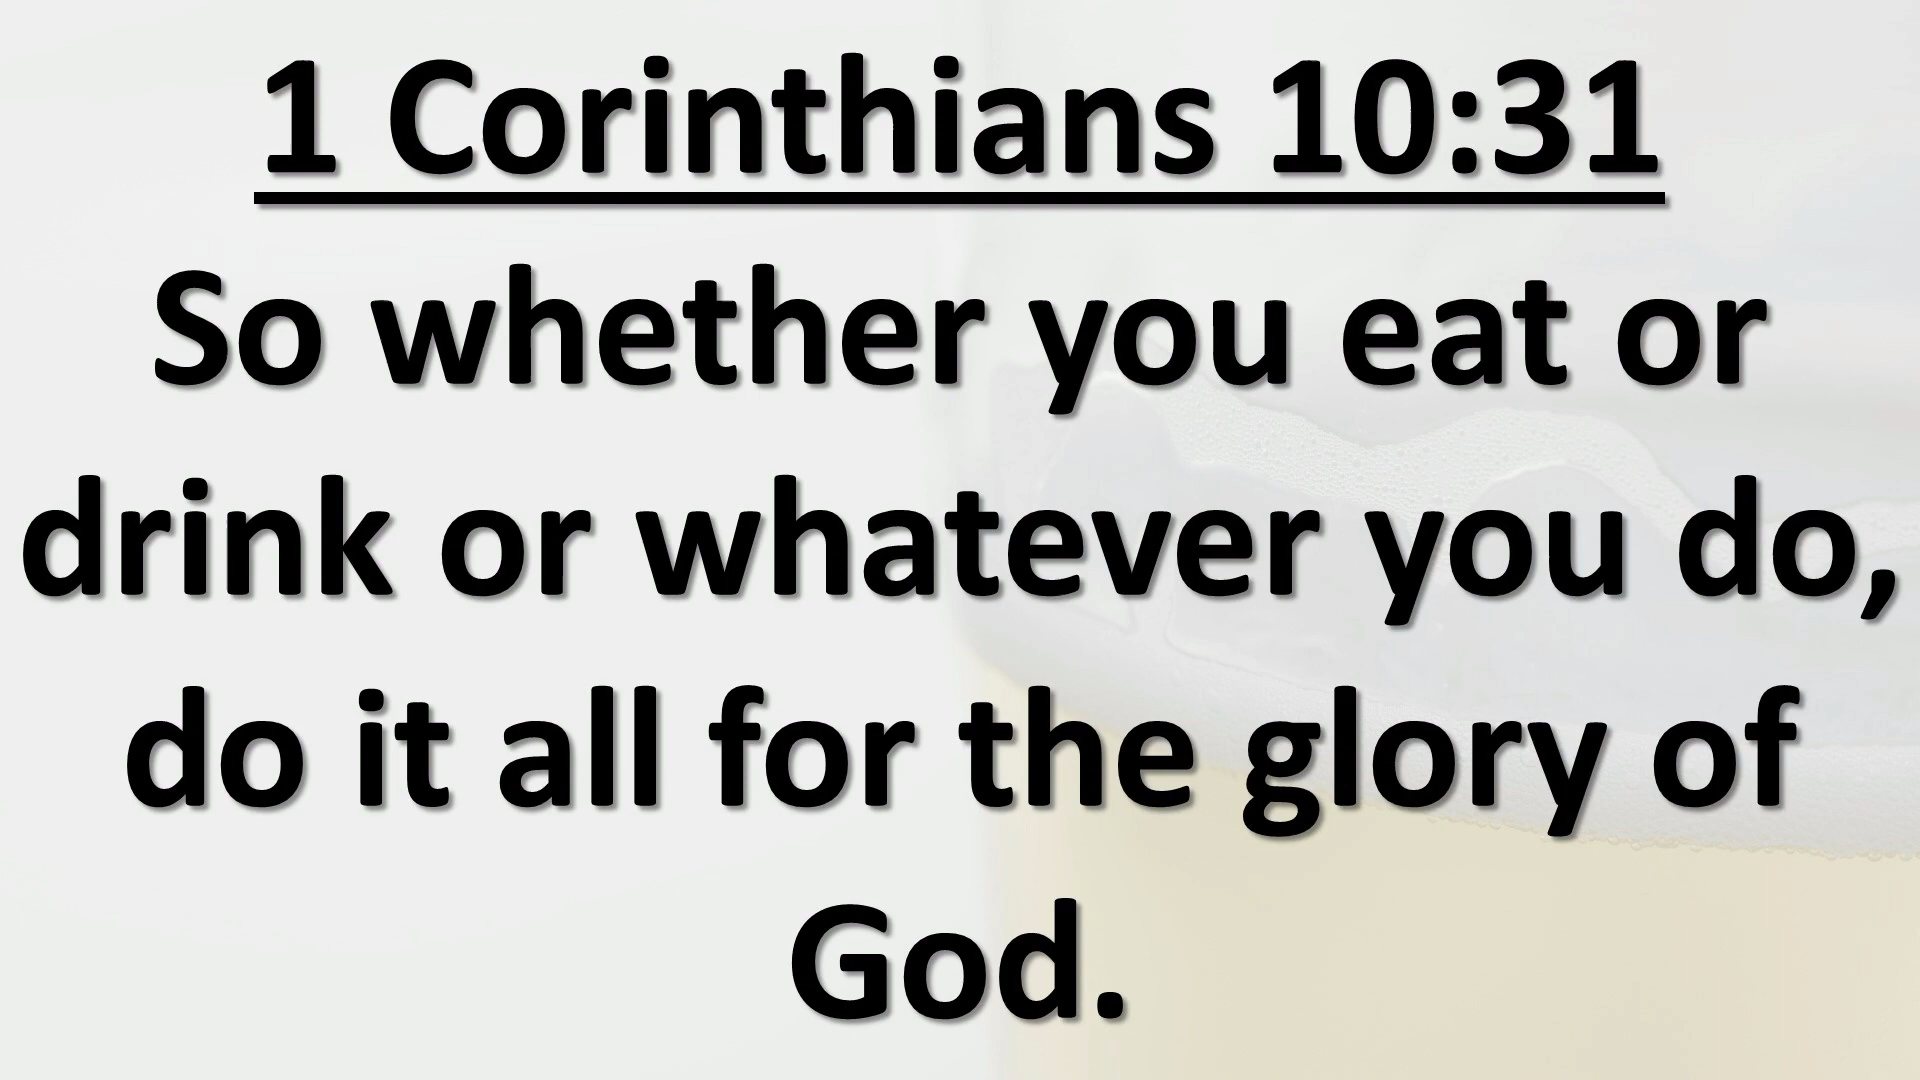 1 Corinthians 10:31
So whether you eat or
drink or whatever you do,
do it all for the glory of
God.